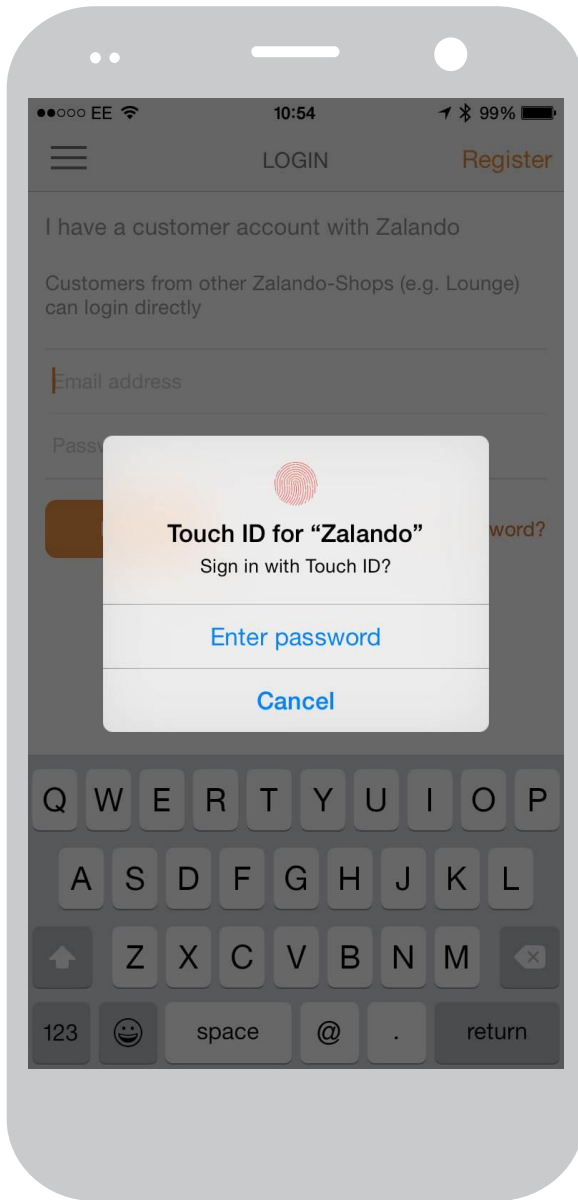 EE 10:54 99%
LOGIN Register
I have a customer account with Zalando
Customers from other Zalando-Shops (e.g. Lounge)
can login directly
Email address
Touch ID for “Zalando”
Sign in with Touch ID?
Enter password
Cancel
Q W E R T Y U I O P
A S D F G H J K L
Z X C V B N M
123 space @ . return